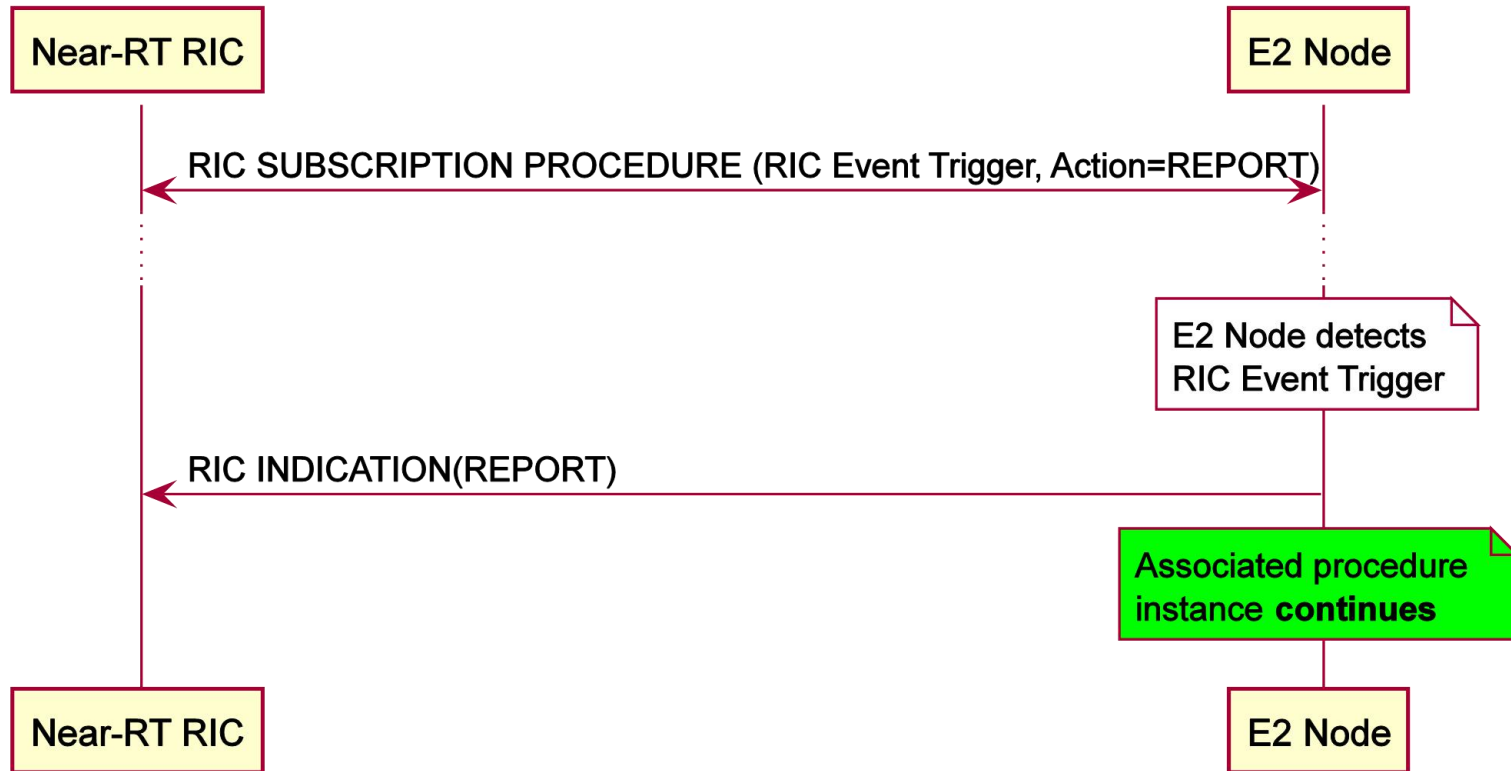 Near-RT RIC
E2 Node
RIC SUBSCRIPTION PROCEDURE (RIC Event Trigger, Action=REPORT)
E2 Node detects
RIC Event Trigger
RIC INDICATION(REPORT)
Associated procedure
instance continues
Near-RT RIC
E2 Node